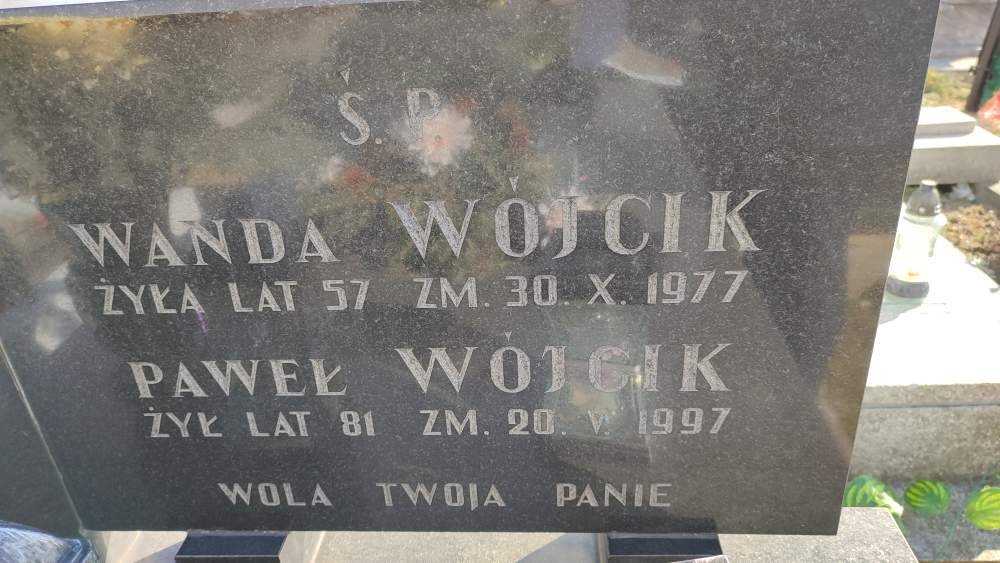 Ś. P.
WANDA WÓJCIK
ŻYŁA LAT 57 ZM. 30. X. 1977
PAWEŁ WÓJCIK
ŻYŁ LAT 81 ZM. 20. V. 1997
WOLA TWOJA PANIE